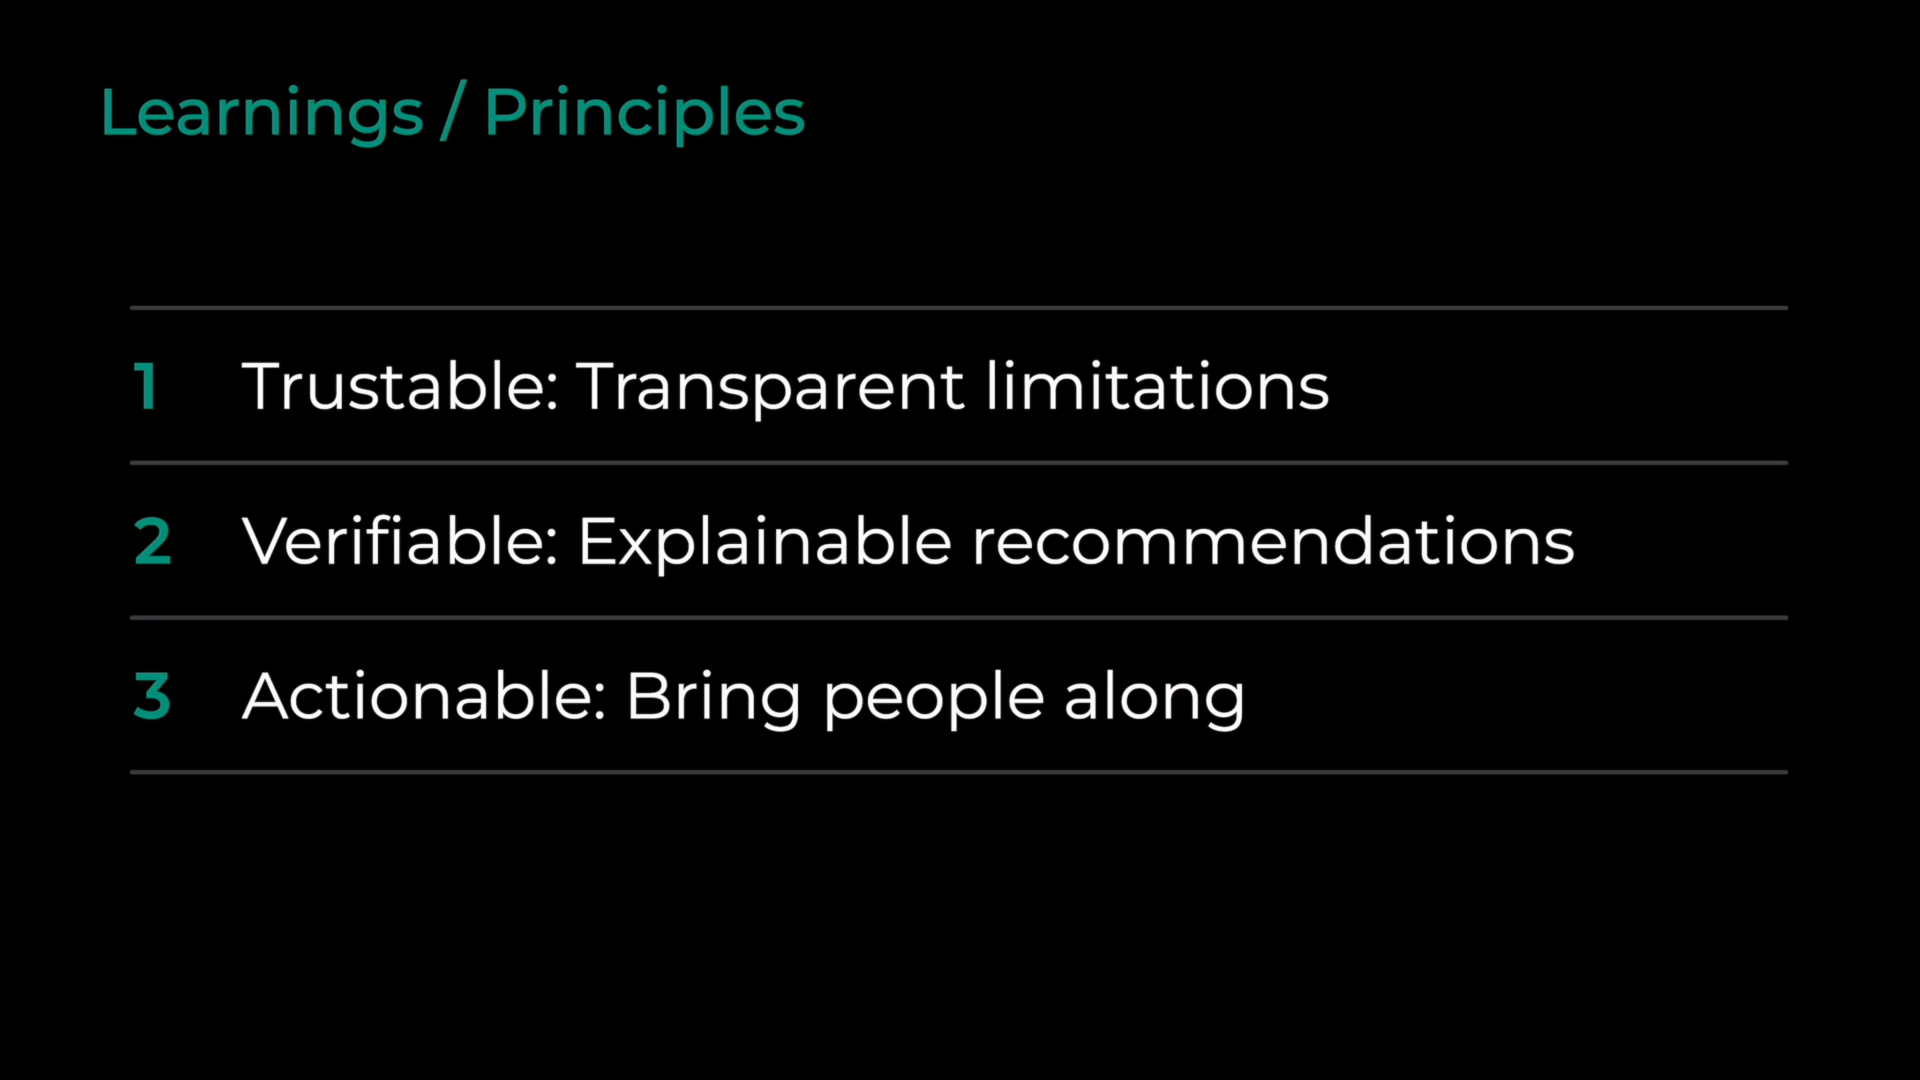 Learnings / Principles
1 Trustable: Transparent limitations
2 Verifiable: Explainable recommendations
3 Actionable: Bring people along